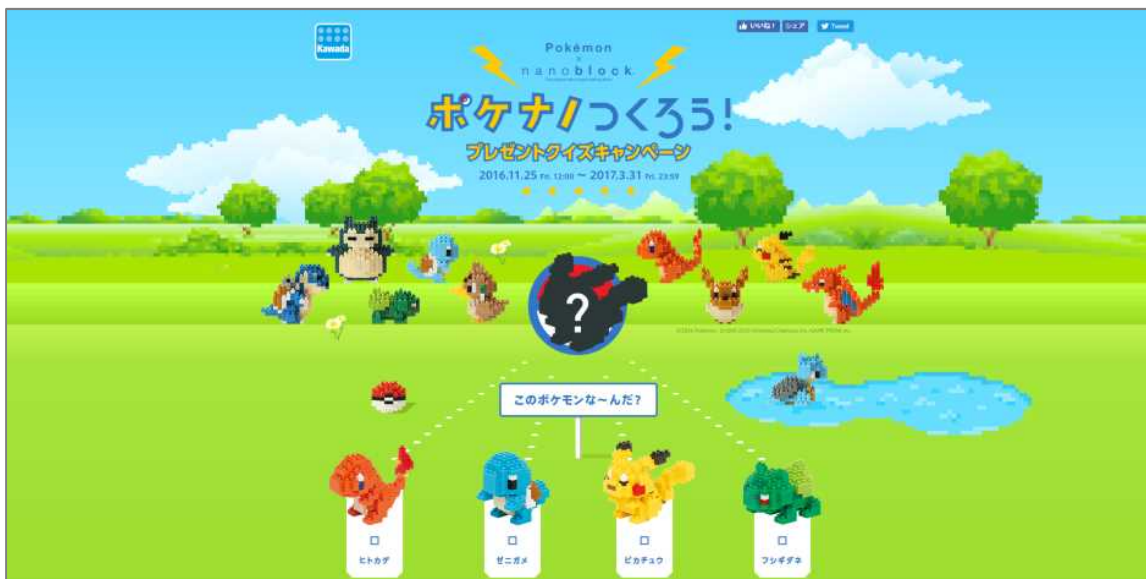 Kawada
いいね！ シェア Tweet
Pokémon
×
nanoblock
ポケナノつくろう！
プレゼントクイズキャンペーン
2016.11.25 Fri. 12:00 ～ 2017.3.31 Fri. 23:59
?
このポケモンな～んだ？
ヒトカゲ
ゼニガメ
ピカチュウ
フシギダネ